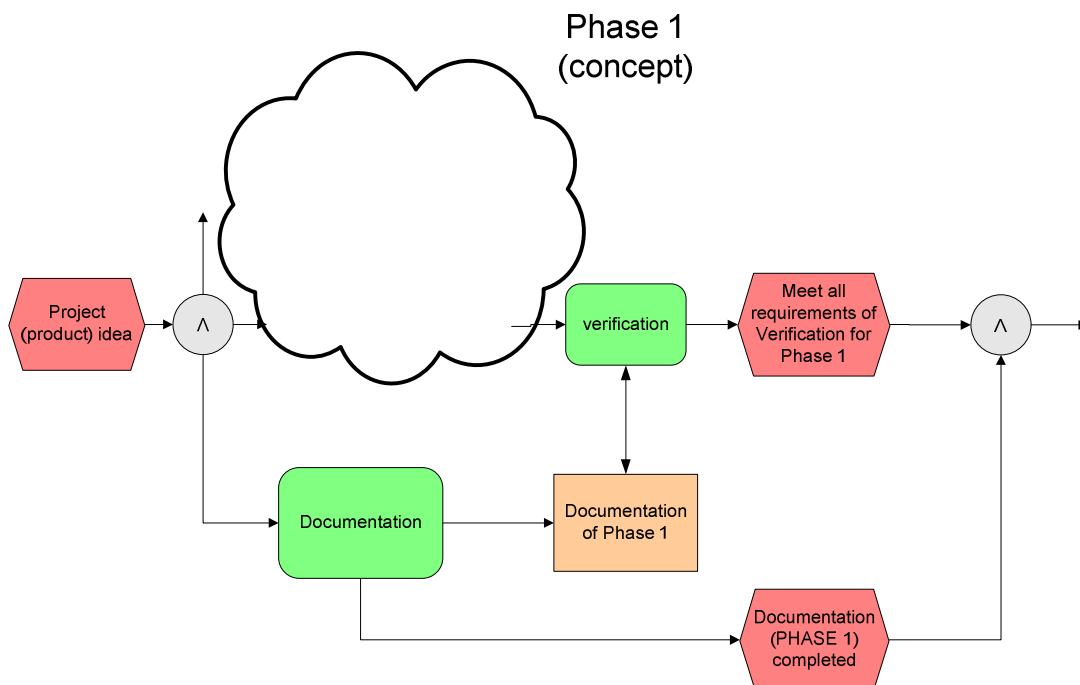 Phase 1
(concept)
Project
(product) idea
Λ
verification
Meet all
requirements of
Verification for
Phase 1
Λ
Documentation
Documentation
of Phase 1
Documentation
(PHASE 1)
completed